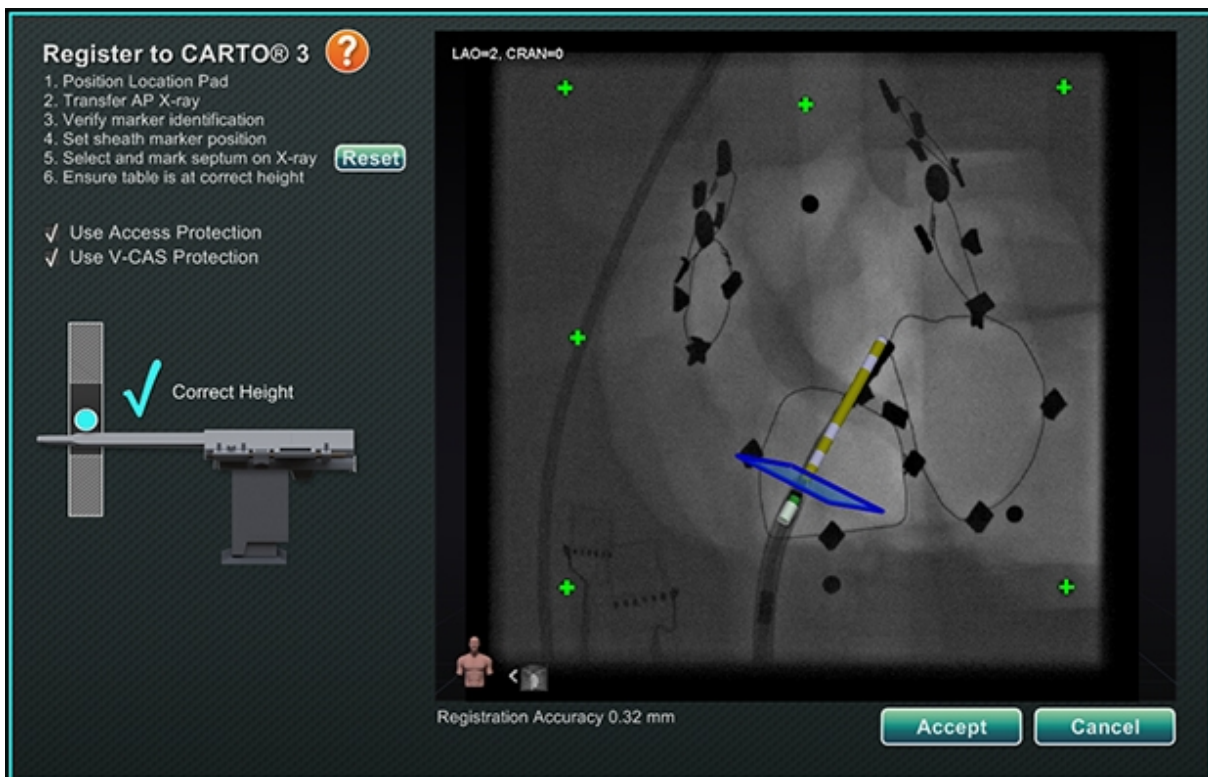 Register to CARTO® 3 ?
1. Position Location Pad
2. Transfer AP X-ray
3. Verify marker identification
4. Set sheath marker position
5. Select and mark septum on X-ray
Reset
6. Ensure table is at correct height
Use Access Protection
Use V-CAS Protection
Correct Height
LAO=2, CRAN=0
Registration Accuracy 0.32 mm
Accept
Cancel